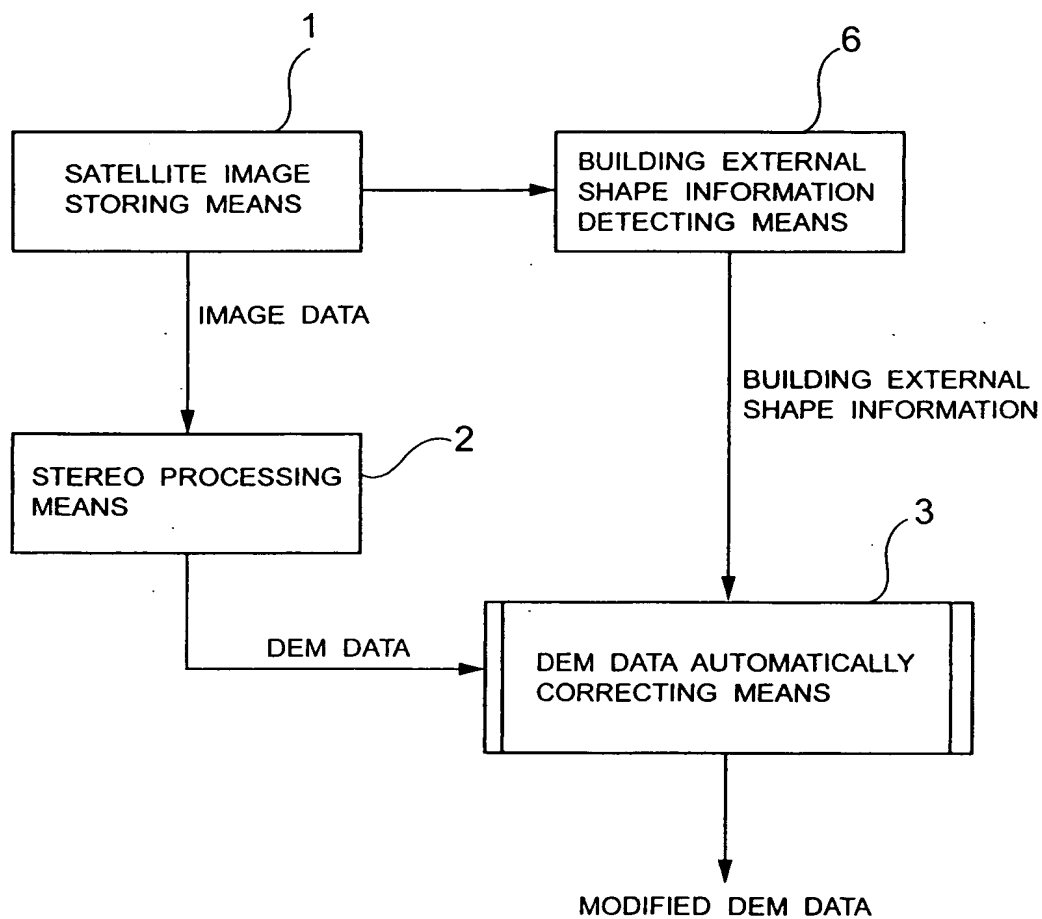 1
6
SATELLITE IMAGE
STORING MEANS
BUILDING EXTERNAL
SHAPE INFORMATION
DETECTING MEANS
IMAGE DATA
BUILDING EXTERNAL
SHAPE INFORMATION
2
STEREO PROCESSING
MEANS
3
DEM DATA
DEM DATA AUTOMATICALLY
CORRECTING MEANS
MODIFIED DEM DATA